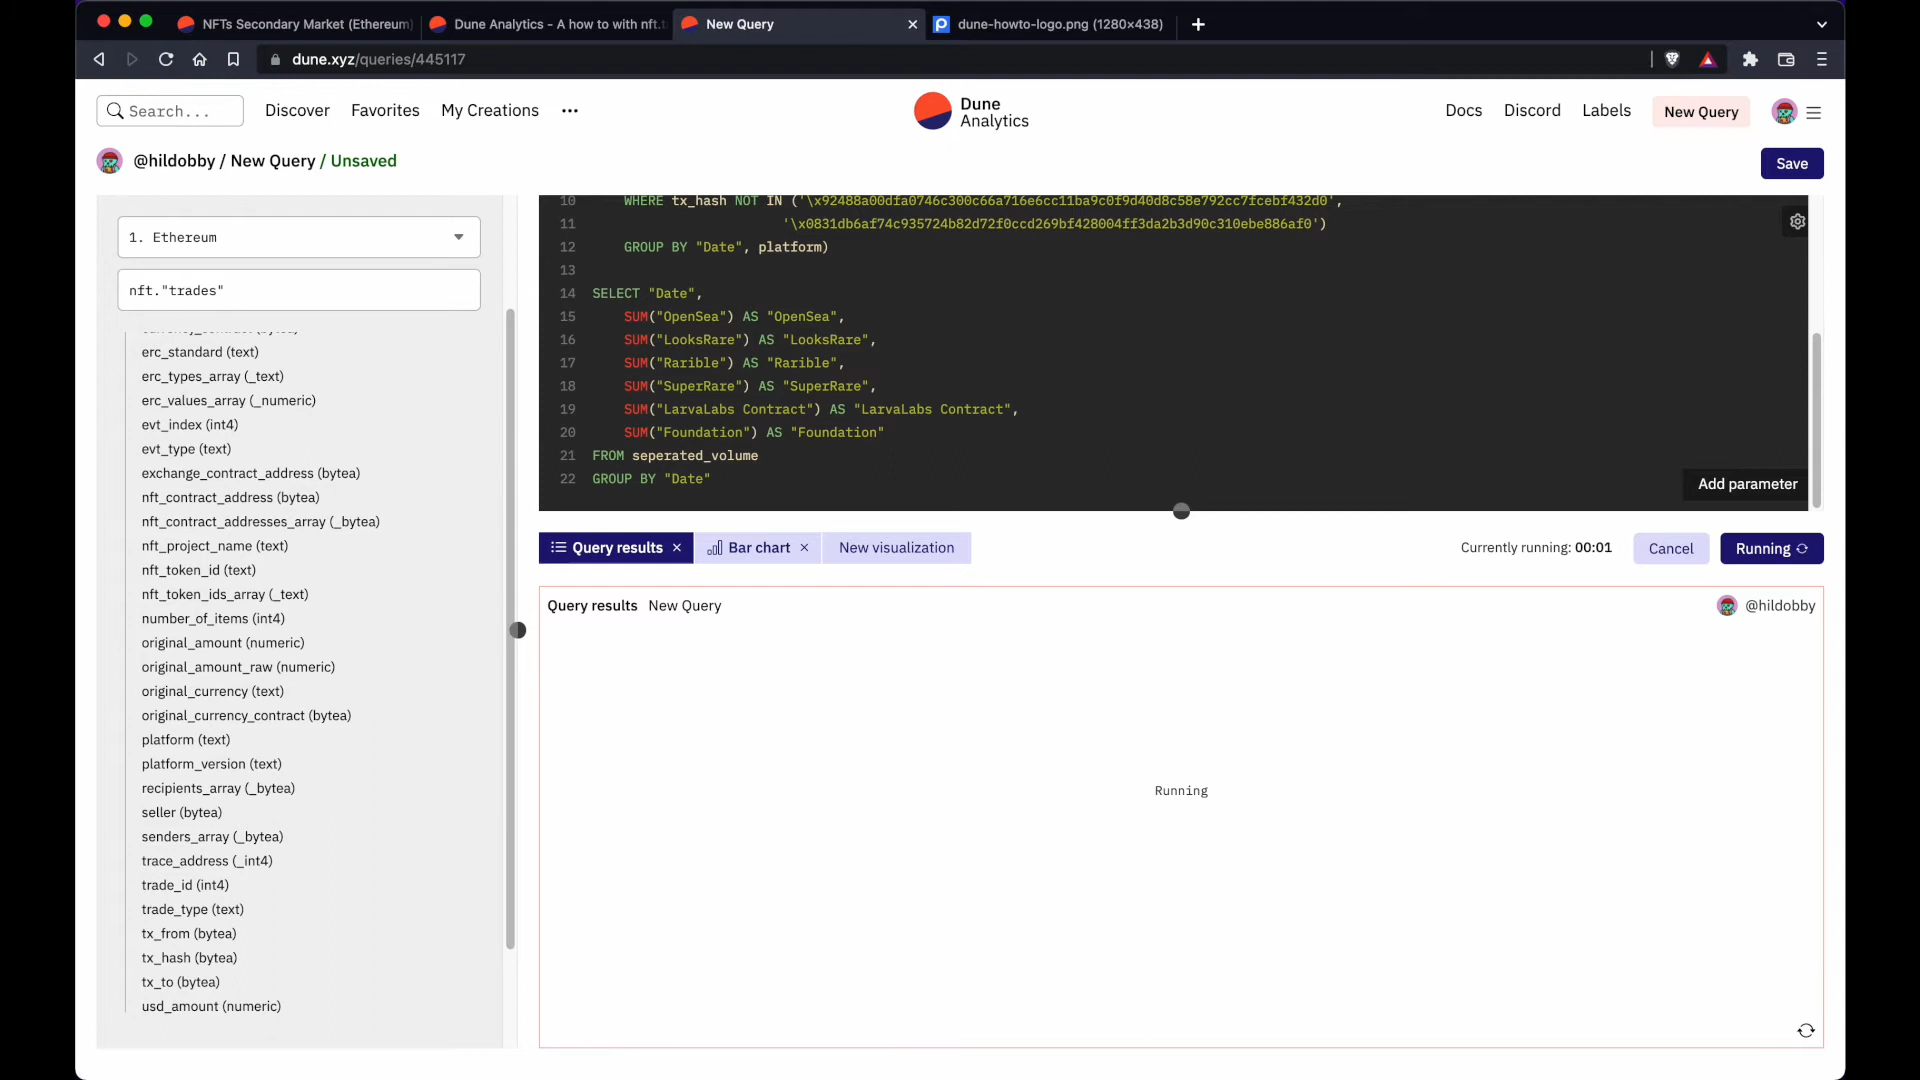 NFTs Secondary Market (Ethereum)
Dune Analytics - A how to with nft.t
New Query
dune-howto-logo.png (1280×438)
dune.xyz/queries/445117
Search...
Discover
Favorites
My Creations
Dune
Analytics
Docs
Discord
Labels
New Query
@hildobby / New Query / Unsaved
Save
1. Ethereum
nft."trades"
erc_standard (text)
erc_types_array (_text)
erc_values_array (_numeric)
evt_index (int4)
evt_type (text)
exchange_contract_address (bytea)
nft_contract_address (bytea)
nft_contract_addresses_array (_bytea)
nft_project_name (text)
nft_token_id (text)
nft_token_ids_array (_text)
number_of_items (int4)
original_amount (numeric)
original_amount_raw (numeric)
original_currency (text)
original_currency_contract (bytea)
platform (text)
platform_version (text)
recipients_array (_bytea)
seller (bytea)
senders_array (_bytea)
trace_address (_int4)
trade_id (int4)
trade_type (text)
tx_from (bytea)
tx_hash (bytea)
tx_to (bytea)
usd_amount (numeric)
10 WHERE tx_hash NOT IN ('\x92488a00dfa0746c300c66a716e6cc11ba9c0f9d40d8c58e792cc7fcebf432d0',
11 '\x0831db6af74c935724b82d72f0ccd269bf428004ff3da2b3d90c310ebe886af0')
12 GROUP BY "Date", platform)
13
14 SELECT "Date",
15 SUM("OpenSea") AS "OpenSea",
16 SUM("LooksRare") AS "LooksRare",
17 SUM("Rarible") AS "Rarible",
18 SUM("SuperRare") AS "SuperRare",
19 SUM("LarvaLabs Contract") AS "LarvaLabs Contract",
20 SUM("Foundation") AS "Foundation"
21 FROM seperated_volume
22 GROUP BY "Date"
Add parameter
Query results
Bar chart
New visualization
Currently running: 00:01
Cancel
Running
Query results New Query
@hildobby
Running